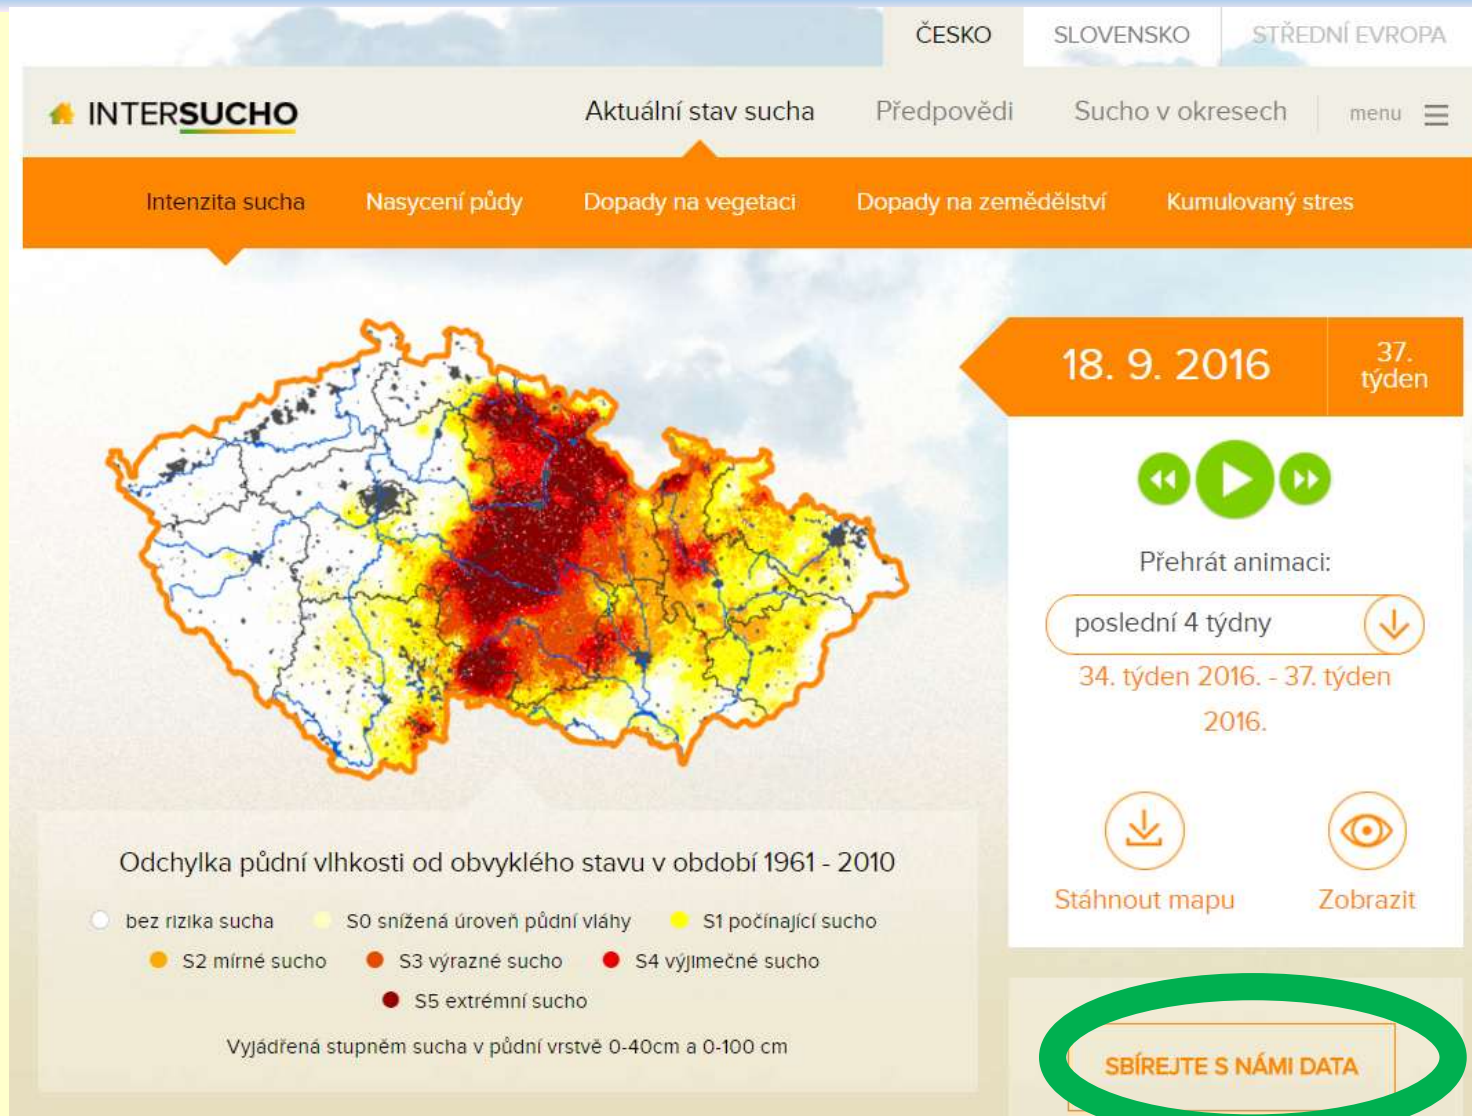 ČESKO SLOVENSKO STŘEDNÍ EVROPA
INTERSUCHO Aktuální stav sucha Předpovědi Sucho v okresech menu
Intenzita sucha Nasycení půdy Dopady na vegetaci Dopady na zemědělství Kumulovaný stres
18. 9. 2016 37. týden
Přehrát animaci:
poslední 4 týdny
34. týden 2016. - 37. týden
2016.
Stáhnout mapu Zobrazit
Odchylka půdní vlhkosti od obvyklého stavu v období 1961 - 2010
bez rizika sucha S0 snížená úroveň půdní vláhy S1 počínající sucho
S2 mírné sucho S3 výrazné sucho S4 výjimečné sucho
S5 extrémní sucho
Vyjádřená stupněm sucha v půdní vrstvě 0-40cm a 0-100 cm
SBÍREJTE S NÁMI DATA